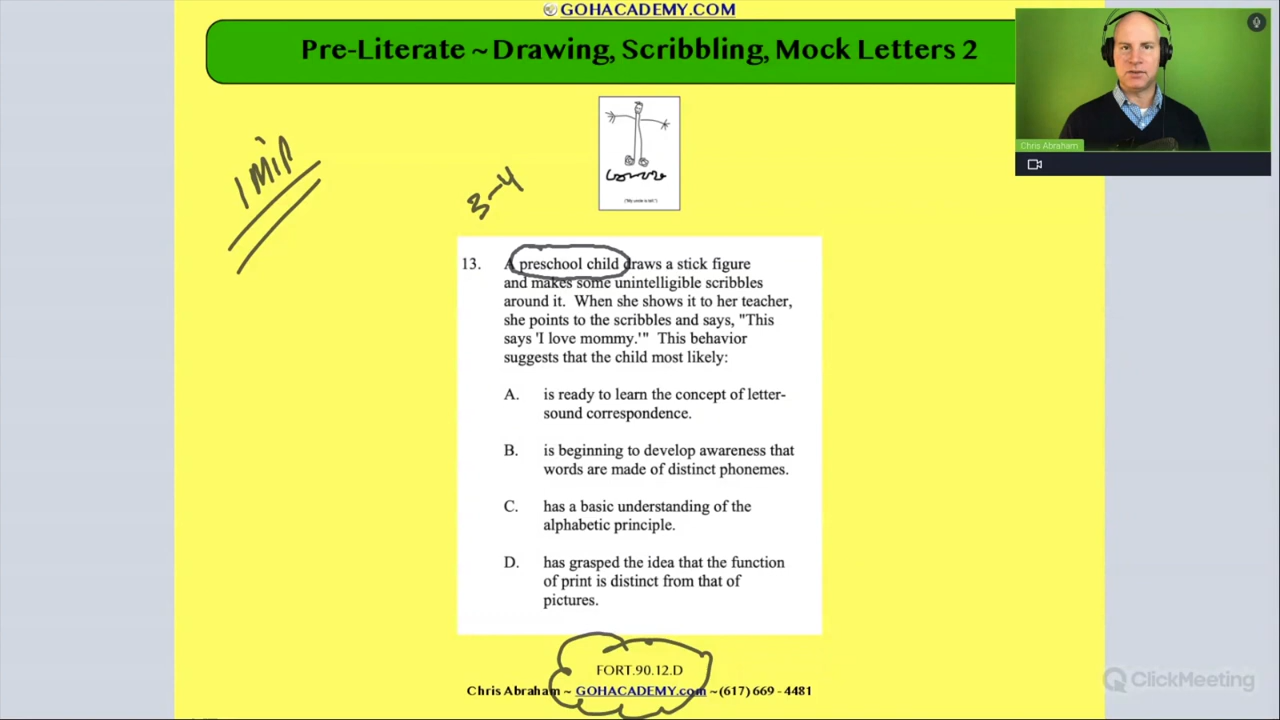 GOHACADEMY.COM
Pre-Literate ~ Drawing, Scribbling, Mock Letters 2
Chris Abraham
1 MIN
3-4
("My uncle is tall")
13. A preschool child draws a stick figure
and makes some unintelligible scribbles
around it. When she shows it to her teacher,
she points to the scribbles and says, "This
says 'I love mommy.'" This behavior
suggests that the child most likely:
A. is ready to learn the concept of letter-
sound correspondence.
B. is beginning to develop awareness that
words are made of distinct phonemes.
C. has a basic understanding of the
alphabetic principle.
D. has grasped the idea that the function
of print is distinct from that of
pictures.
FORT.90.12.D
Chris Abraham ~ GOHACADEMY.com ~(617) 669 - 4481
ClickMeeting